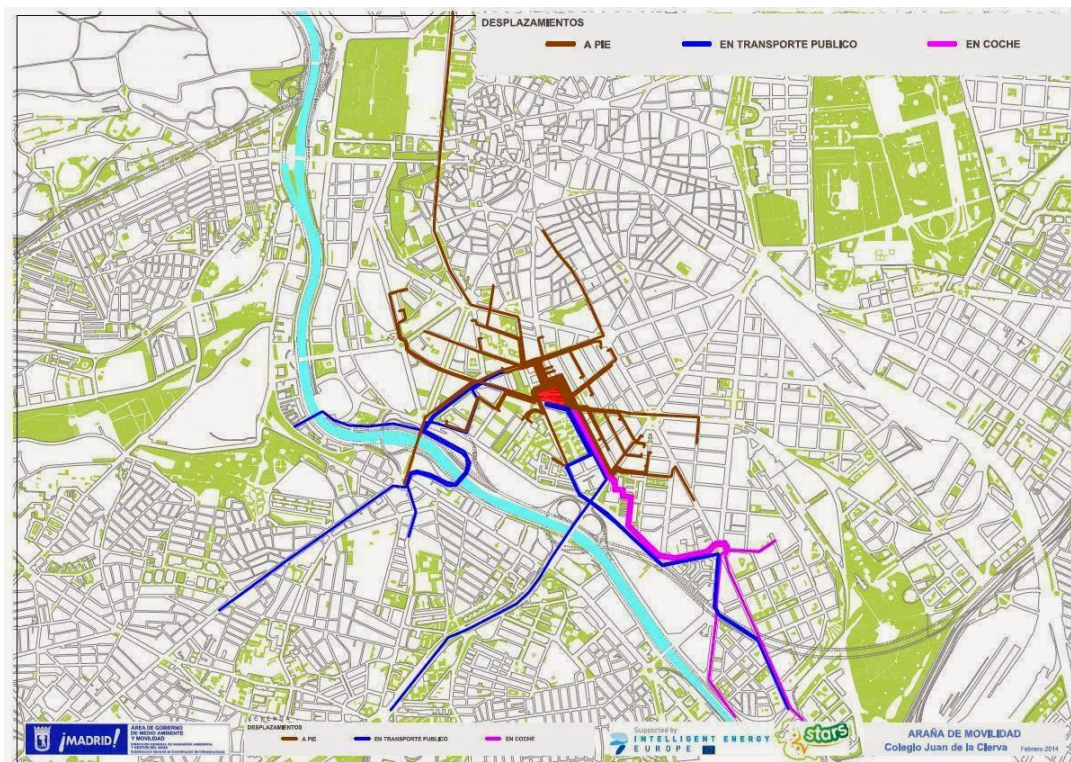 DESPLAZAMIENTOS
A PIE
EN TRANSPORTE PUBLICO
EN COCHE
¡MADRID!
ÁREA DE GOBIERNO
DE MEDIO AMBIENTE
Y MOVILIDAD
DESPLAZAMIENTOS
A PIE
EN TRANSPORTE PUBLICO
EN COCHE
Supported by
INTELLIGENT ENERGY
EUROPE
stars
ARAÑA DE MOVILIDAD
Colegio Juan de la Cierva
Febrero 2014